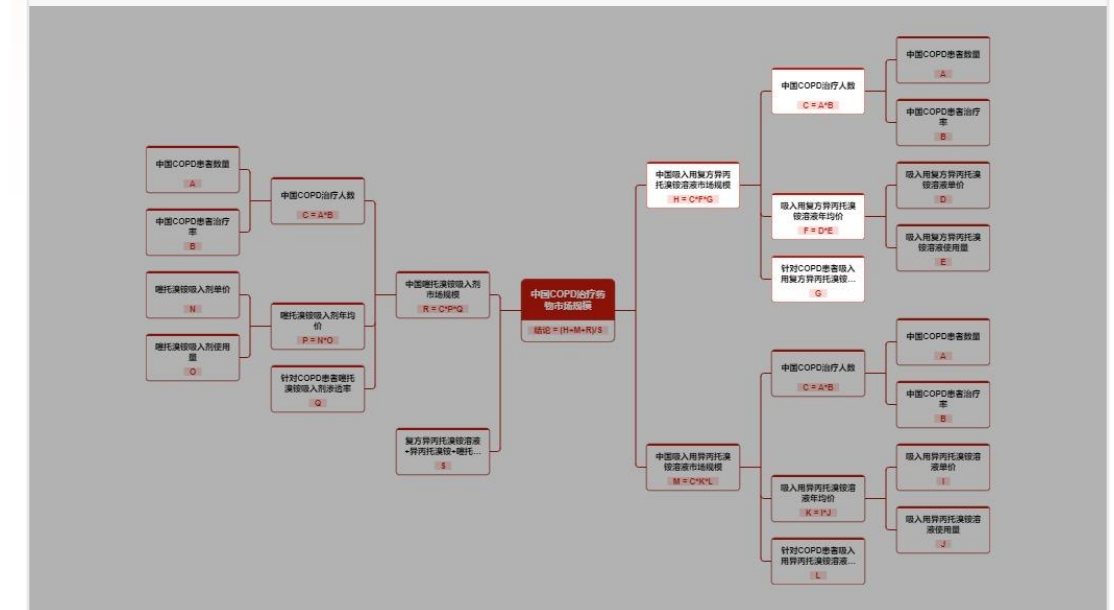 中国COPD患者数量
A
中国COPD治疗人数
C = A*B
中国COPD患者治疗
率
B
中国吸入用复方异丙
托溴铵溶液市场规模
H = C*F*G
吸入用复方异丙托溴
铵溶液单价
D
吸入用复方异丙托溴
铵溶液年均价
F = D*E
吸入用复方异丙托溴
铵溶液使用量
E
针对COPD患者吸入
用复方异丙托溴铵...
G
中国COPD患者数量
A
中国COPD治疗人数
C = A*B
中国COPD患者治疗
率
B
噻托溴铵吸入剂单价
N
噻托溴铵吸入剂年均
价
P = N*O
噻托溴铵吸入剂使用
量
O
针对COPD患者噻托
溴铵吸入剂渗透率
Q
中国噻托溴铵吸入剂
市场规模
R = C*P*Q
中国COPD治疗药
物市场规模
结论 = (H+M+R)/S
复方异丙托溴铵溶液
+异丙托溴铵+噻托...
S
中国COPD患者数量
A
中国COPD治疗人数
C = A*B
中国COPD患者治疗
率
B
中国吸入用异丙托溴
铵溶液市场规模
M = C*K*L
吸入用异丙托溴铵溶
液单价
I
吸入用异丙托溴铵溶
液年均价
K = I*J
吸入用异丙托溴铵溶
液使用量
J
针对COPD患者吸入
用异丙托溴铵溶液...
L